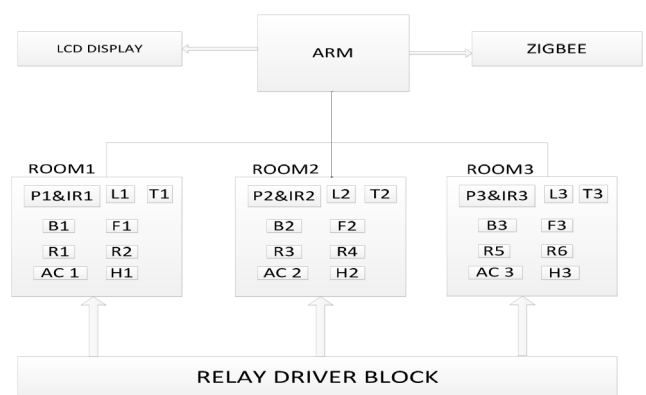 LCD DISPLAY
ARM
ZIGBEE
ROOM1
P1&IR1 L1 T1
B1 F1
R1 R2
AC 1 H1
ROOM2
P2&IR2 L2 T2
B2 F2
R3 R4
AC 2 H2
ROOM3
P3&IR3 L3 T3
B3 F3
R5 R6
AC 3 H3
RELAY DRIVER BLOCK